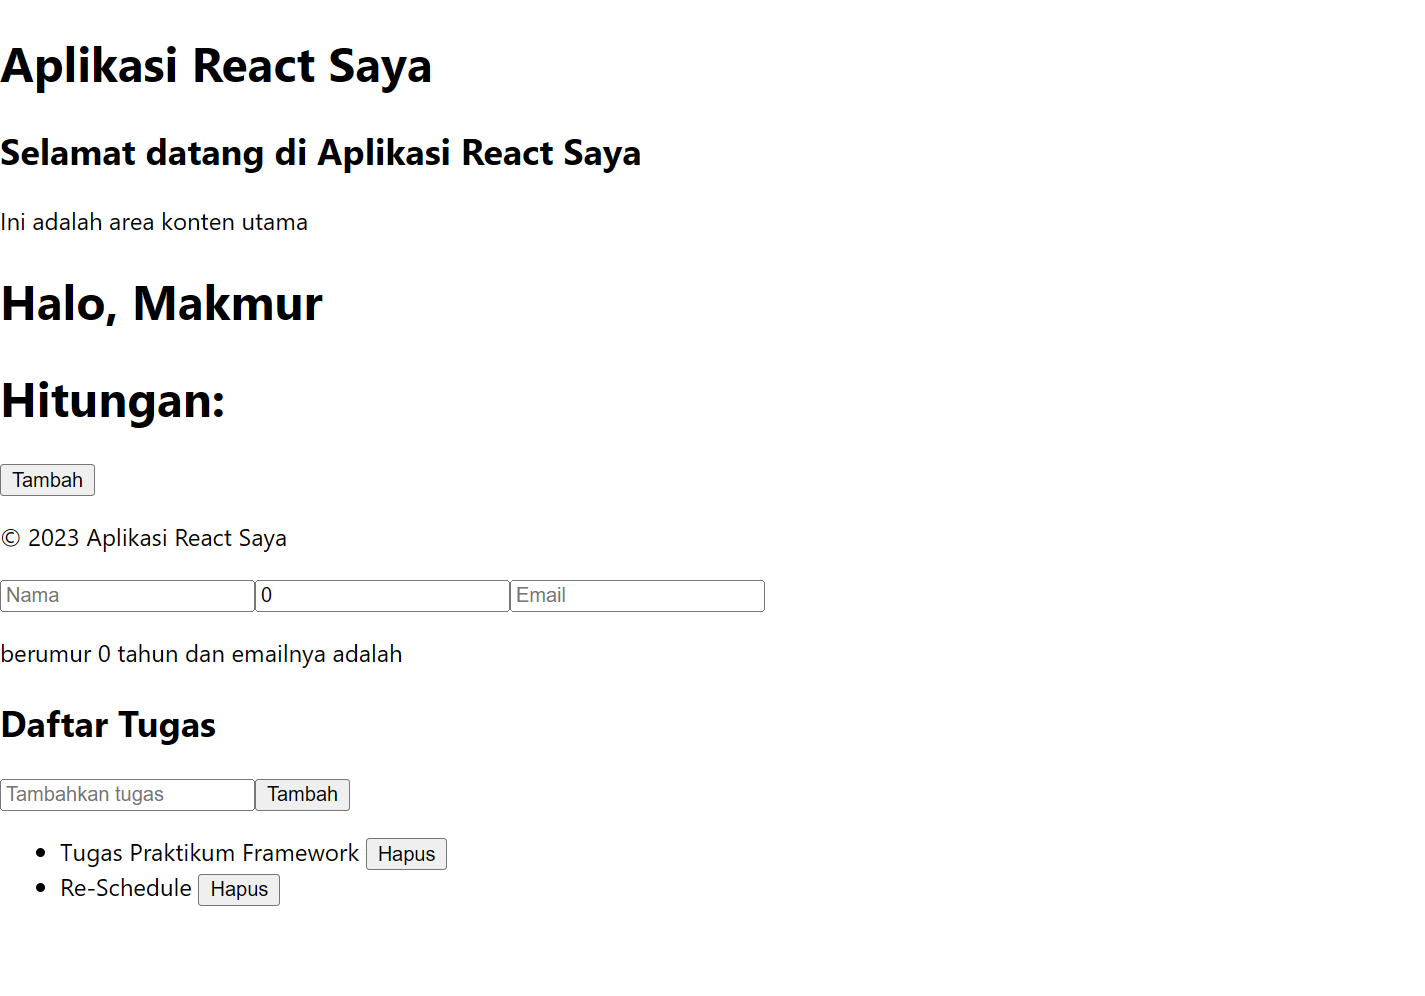 Aplikasi React Saya
Selamat datang di Aplikasi React Saya
Ini adalah area konten utama
Halo, Makmur
Hitungan:
Tambah
© 2023 Aplikasi React Saya
Nama 0 Email
berumur 0 tahun dan emailnya adalah
Daftar Tugas
Tambahkan tugas Tambah
Tugas Praktikum Framework Hapus
Re-Schedule Hapus